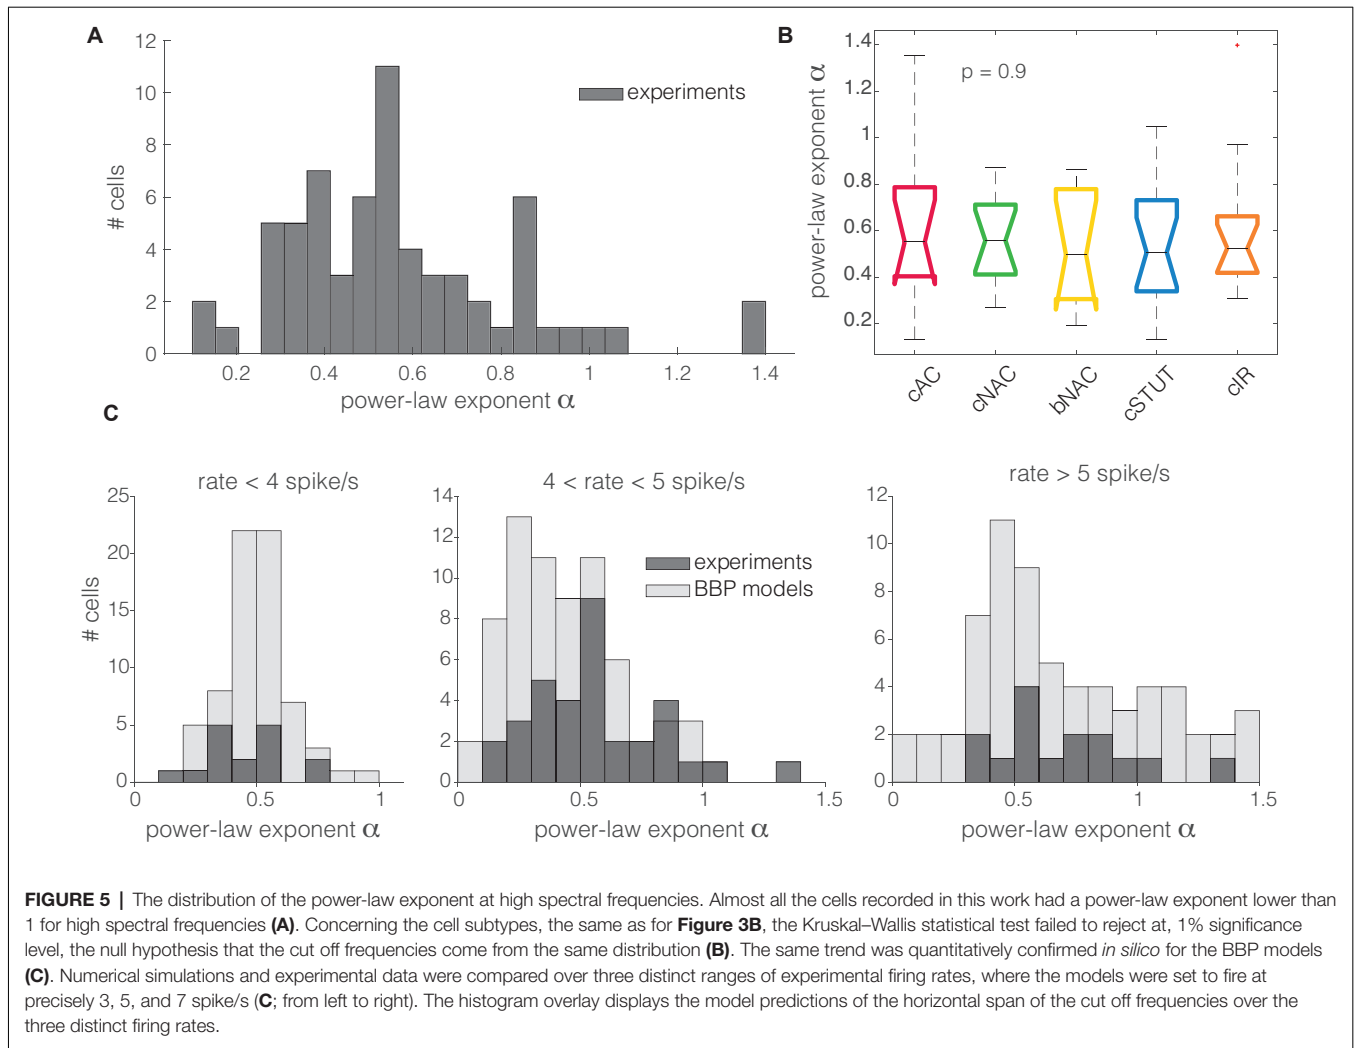 A
12
10
8
6
4
2
0
# cells
experiments
0.2 0.4 0.6 0.8 1 1.2 1.4
power-law exponent α
B
1.4
1.2
1
0.8
0.6
0.4
0.2
power-law exponent α
p = 0.9
cAC cNAC bNAC cSTUT cIR
C
rate < 4 spike/s
25
20
15
10
5
0
# cells
0 0.5 1
power-law exponent α
4 < rate < 5 spike/s
14
12
10
8
6
4
2
0
experiments
BBP models
0 0.5 1 1.5
power-law exponent α
rate > 5 spike/s
12
10
8
6
4
2
0
0 0.5 1 1.5
power-law exponent α
FIGURE 5 | The distribution of the power-law exponent at high spectral frequencies. Almost all the cells recorded in this work had a power-law exponent lower than
1 for high spectral frequencies (A). Concerning the cell subtypes, the same as for Figure 3B, the Kruskal–Wallis statistical test failed to reject at, 1% significance
level, the null hypothesis that the cut off frequencies come from the same distribution (B). The same trend was quantitatively confirmed in silico for the BBP models
(C). Numerical simulations and experimental data were compared over three distinct ranges of experimental firing rates, where the models were set to fire at
precisely 3, 5, and 7 spike/s (C; from left to right). The histogram overlay displays the model predictions of the horizontal span of the cut off frequencies over the
three distinct firing rates.